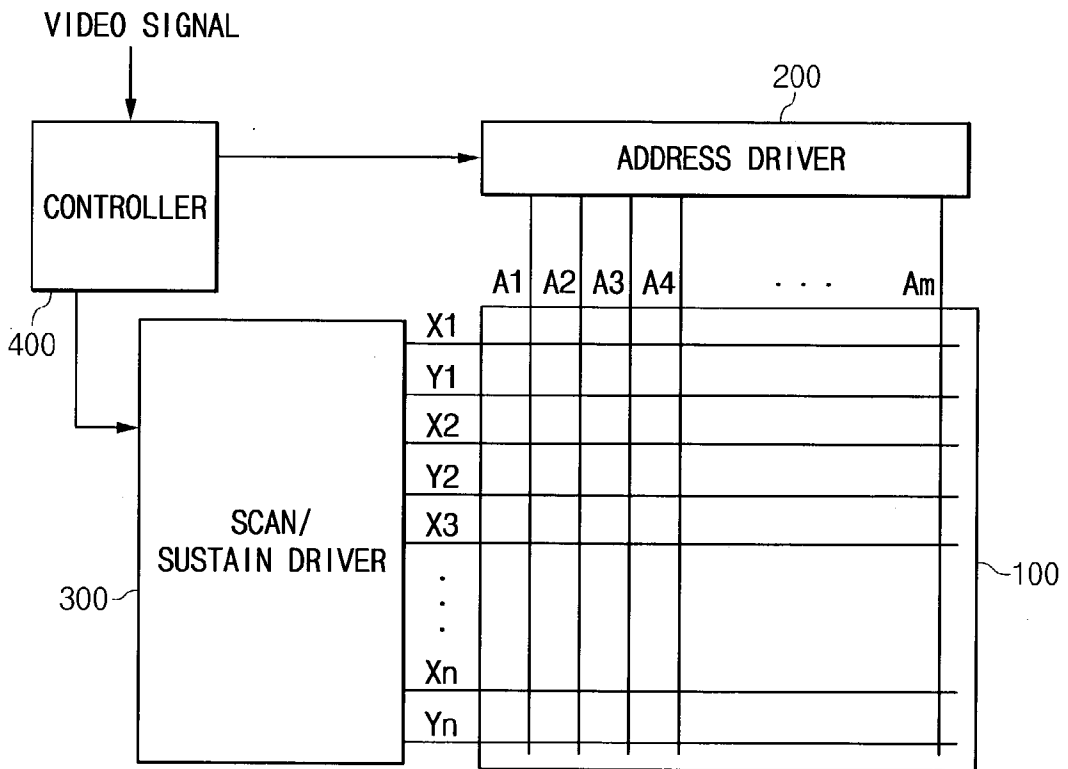 VIDEO SIGNAL
200
CONTROLLER
ADDRESS DRIVER
400
A1 A2 A3 A4 . . . Am
X1
Y1
X2
Y2
X3
.
.
.
Xn
Yn
SCAN/
SUSTAIN DRIVER
300
100